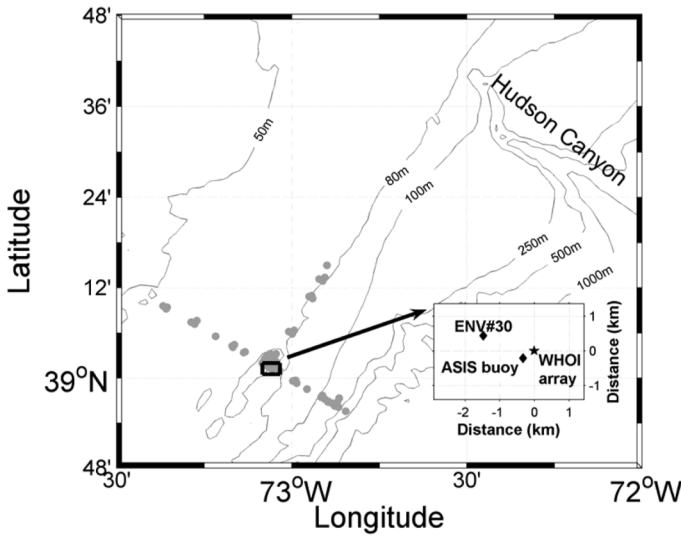 48'
36'
24'
12'
39°N
48'
Latitude
30'
73°W
30'
72°W
Longitude
50m
80m
100m
250m
500m
1000m
Hudson Canyon
ENV#30
ASIS buoy
WHOI
array
1
0
-1
Distance (km)
-2
-1
0
1
Distance (km)